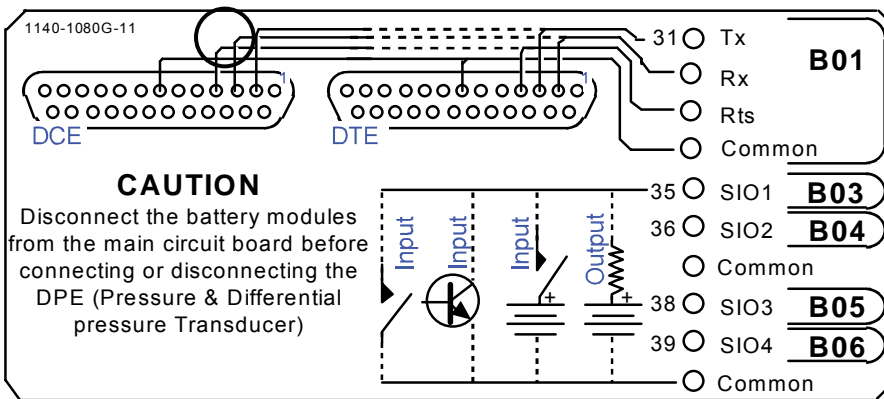 1140-1080G-11
1
1
DCE
DTE
31 Tx
Rx
Rts
Common
B01
CAUTION
Disconnect the battery modules
from the main circuit board before
connecting or disconnecting the
DPE (Pressure & Differential
pressure Transducer)
Input
Input
Input
Output
+
+
35 SIO1 B03
36 SIO2 B04
Common
38 SIO3 B05
39 SIO4 B06
Common